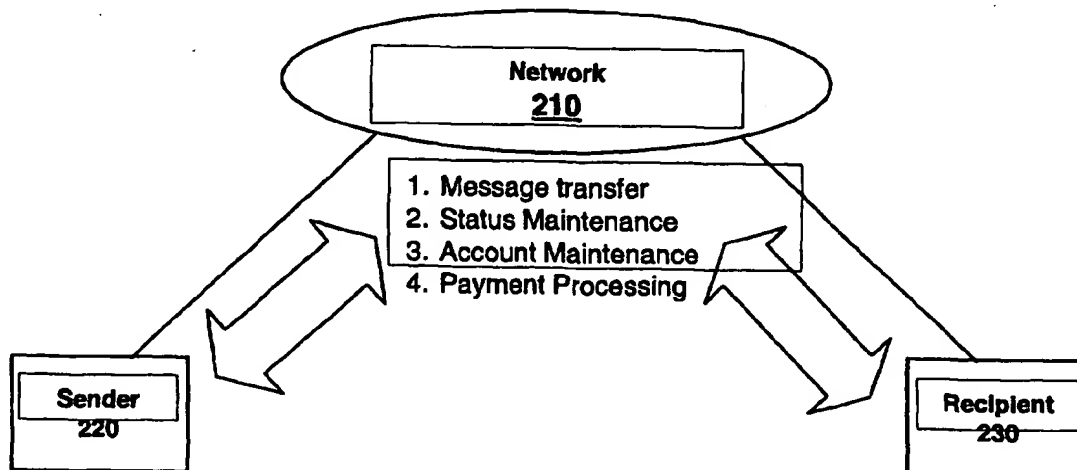 Network
210
1. Message transfer
2. Status Maintenance
3. Account Maintenance
4. Payment Processing
Sender
220
Recipient
230